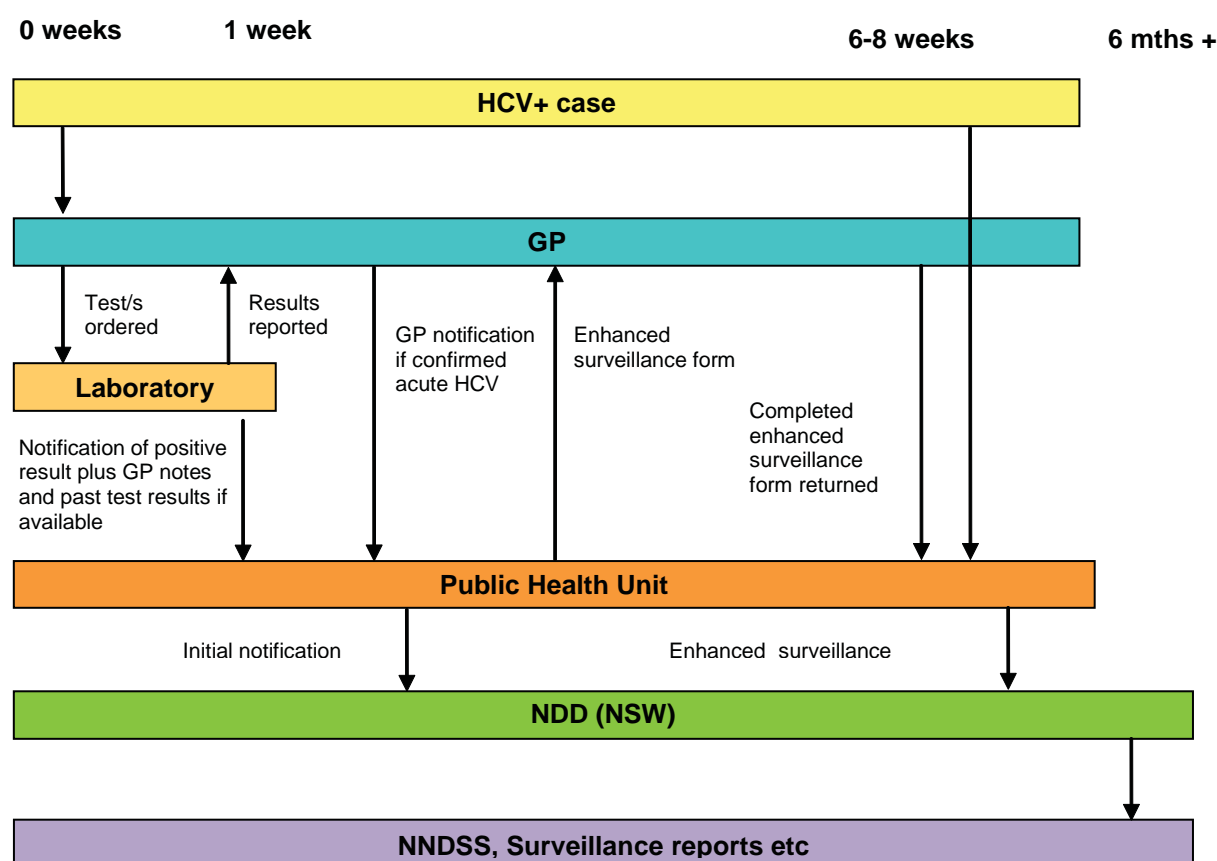 0 weeks
1 week
6-8 weeks
6 mths +
HCV+ case
GP
Test/s
ordered
Results
reported
GP notification
if confirmed
acute HCV
Enhanced
surveillance form
Laboratory
Completed
enhanced
surveillance
form returned
Notification of positive
result plus GP notes
and past test results if
available
Public Health Unit
Initial notification
Enhanced surveillance
NDD (NSW)
NNDSS, Surveillance reports etc